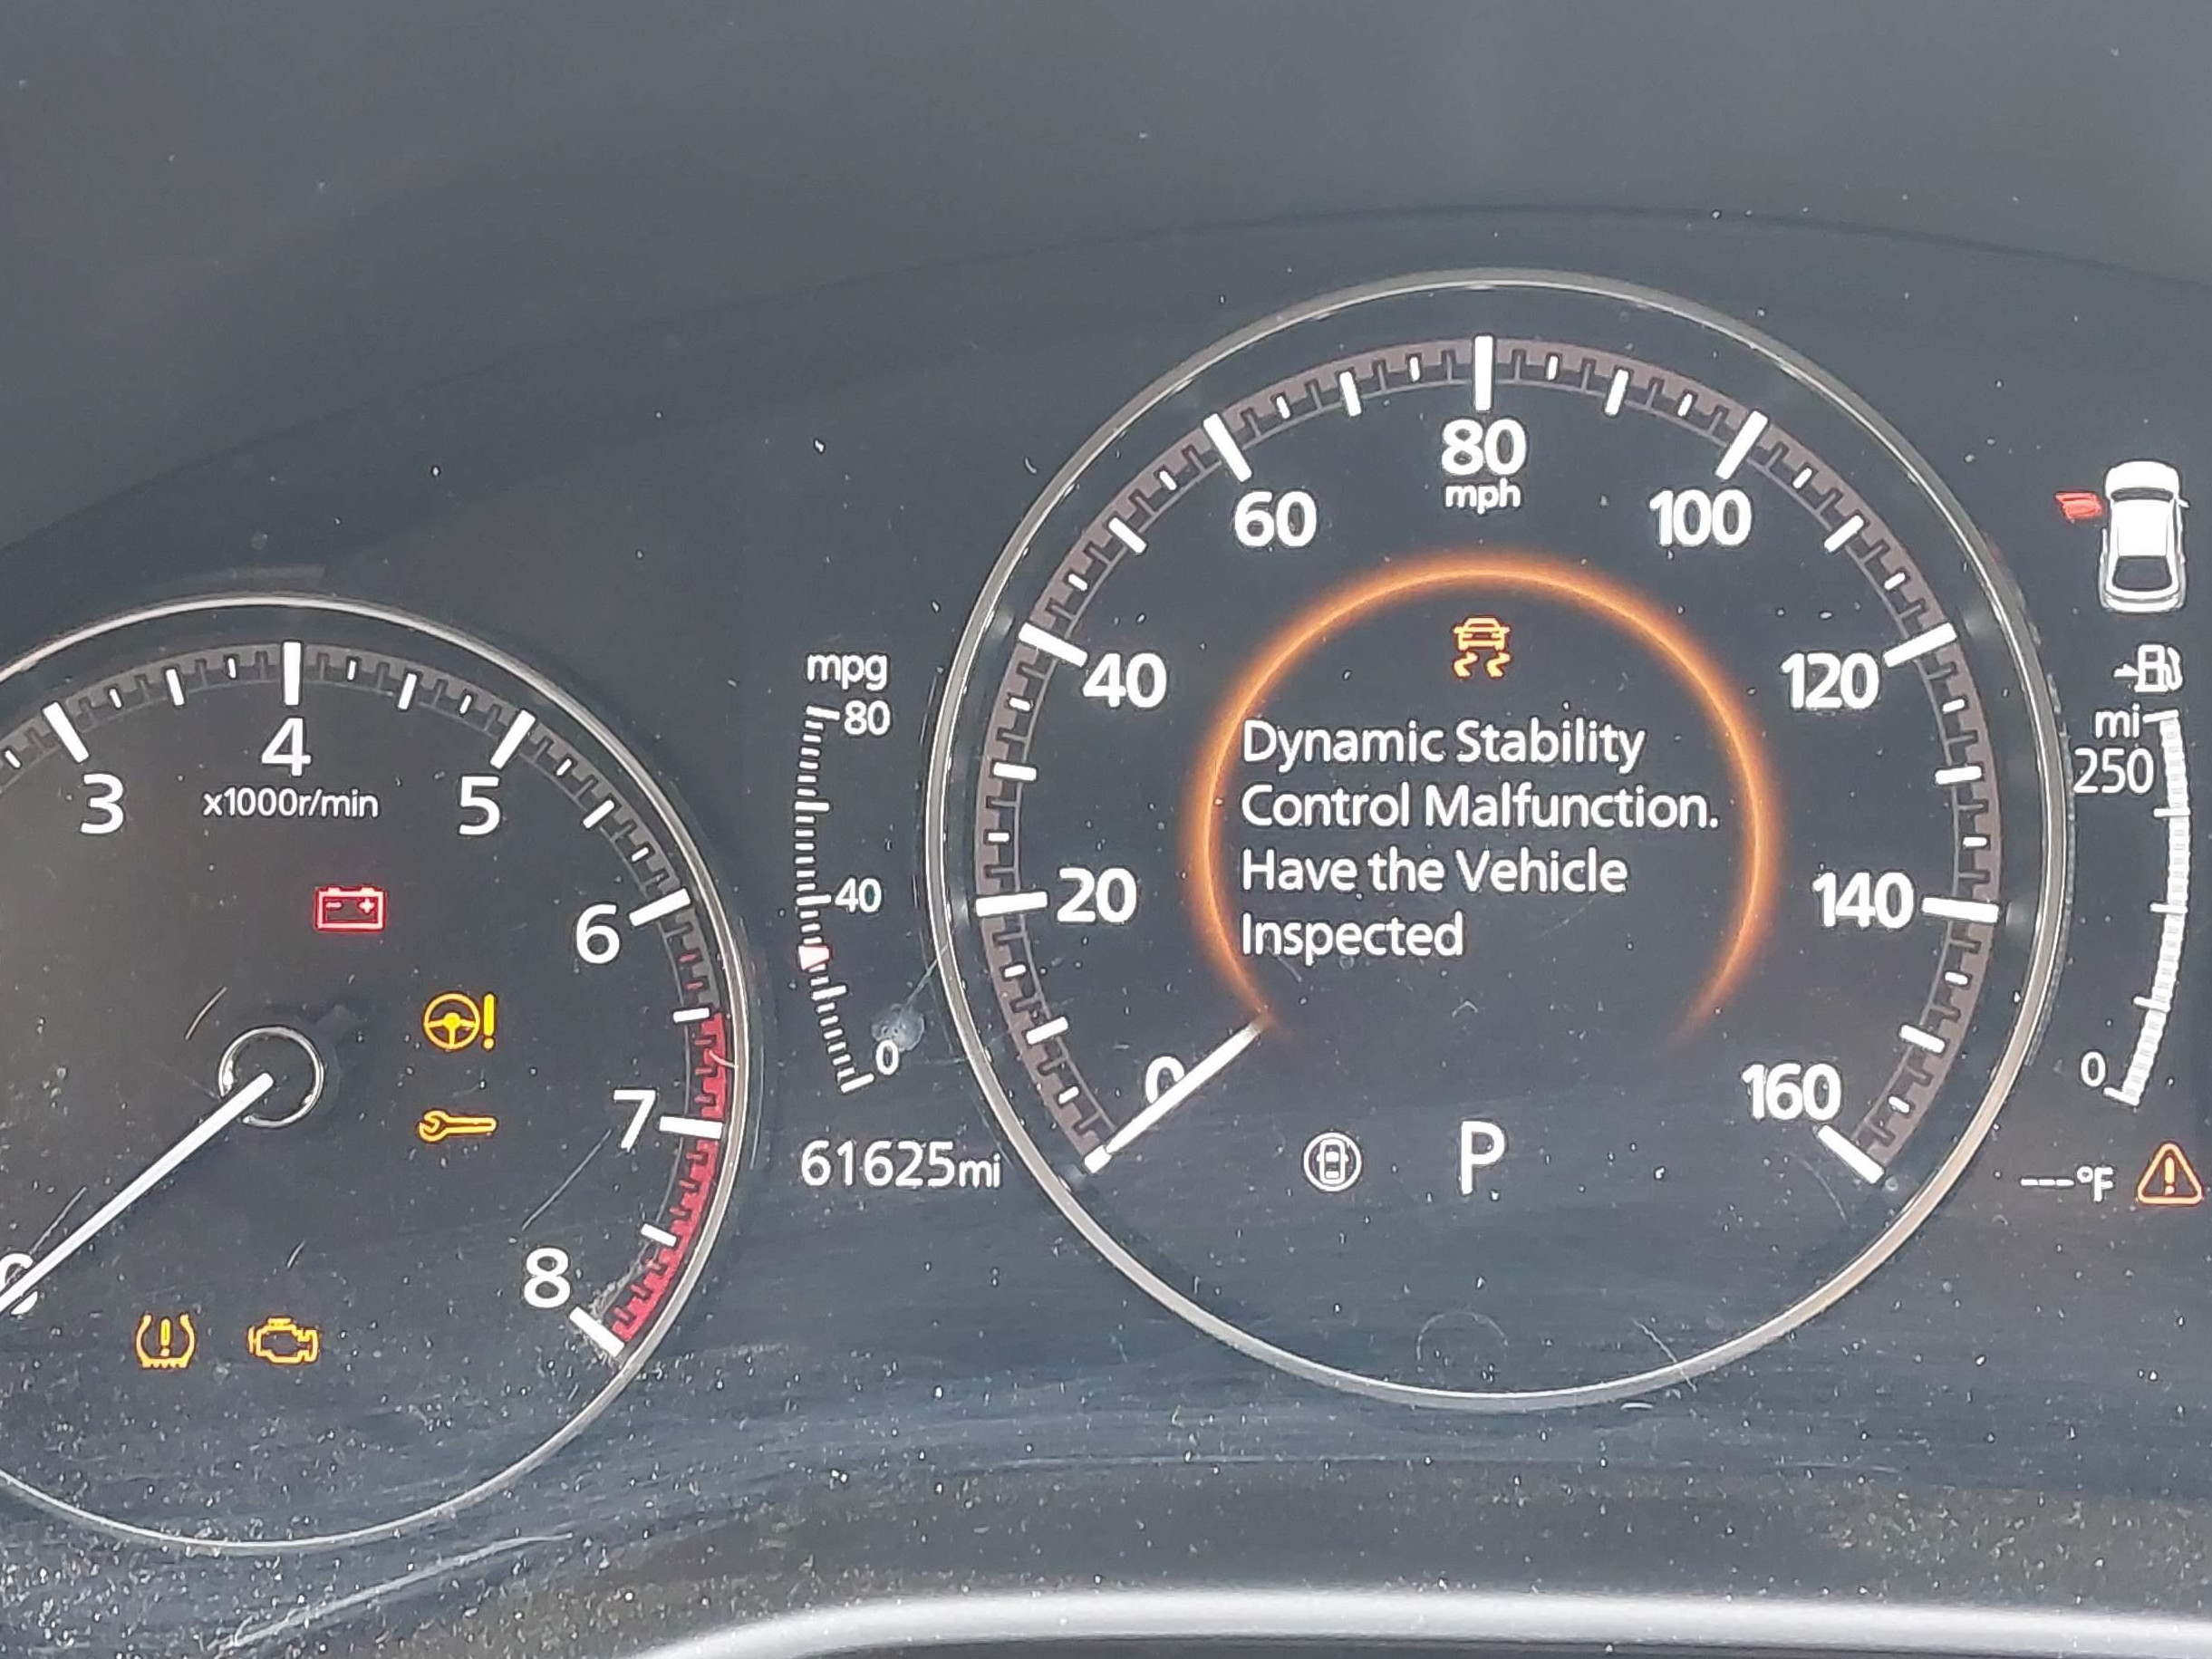 80
mph
60
100
40
120
20
140
0
160
Dynamic Stability
Control Malfunction.
Have the Vehicle
Inspected
P
mpg
80
40
0
61625mi
3
4
5
x1000r/min
6
7
8
mi
250
0
---°F